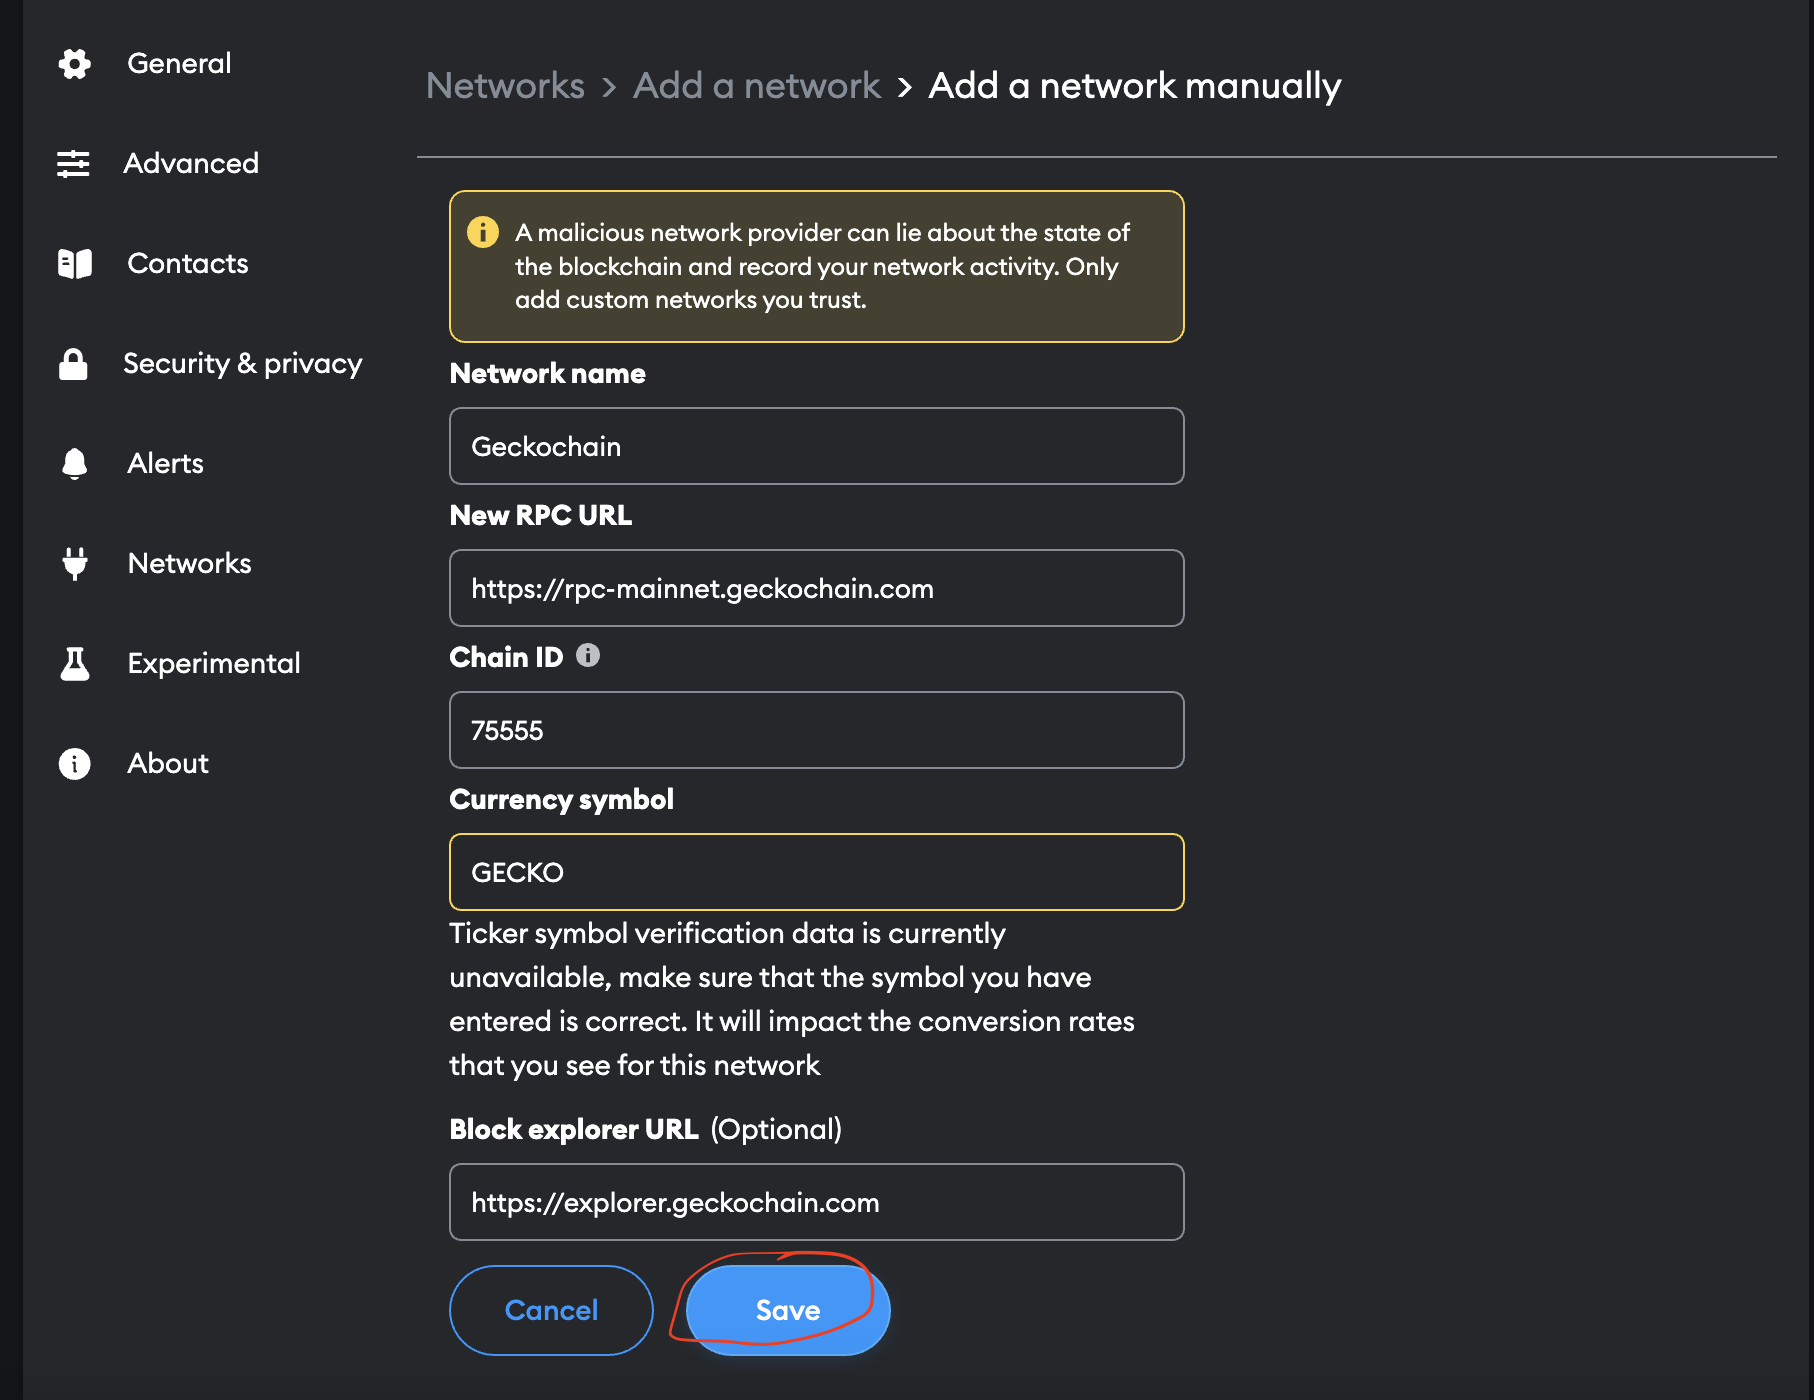 General
Advanced
Contacts
Security & privacy
Alerts
Networks
Experimental
About
Networks > Add a network > Add a network manually
A malicious network provider can lie about the state of
the blockchain and record your network activity. Only
add custom networks you trust.
Network name
Geckochain
New RPC URL
https://rpc-mainnet.geckochain.com
Chain ID
75555
Currency symbol
GECKO
Ticker symbol verification data is currently
unavailable, make sure that the symbol you have
entered is correct. It will impact the conversion rates
that you see for this network
Block explorer URL (Optional)
https://explorer.geckochain.com
Cancel Save